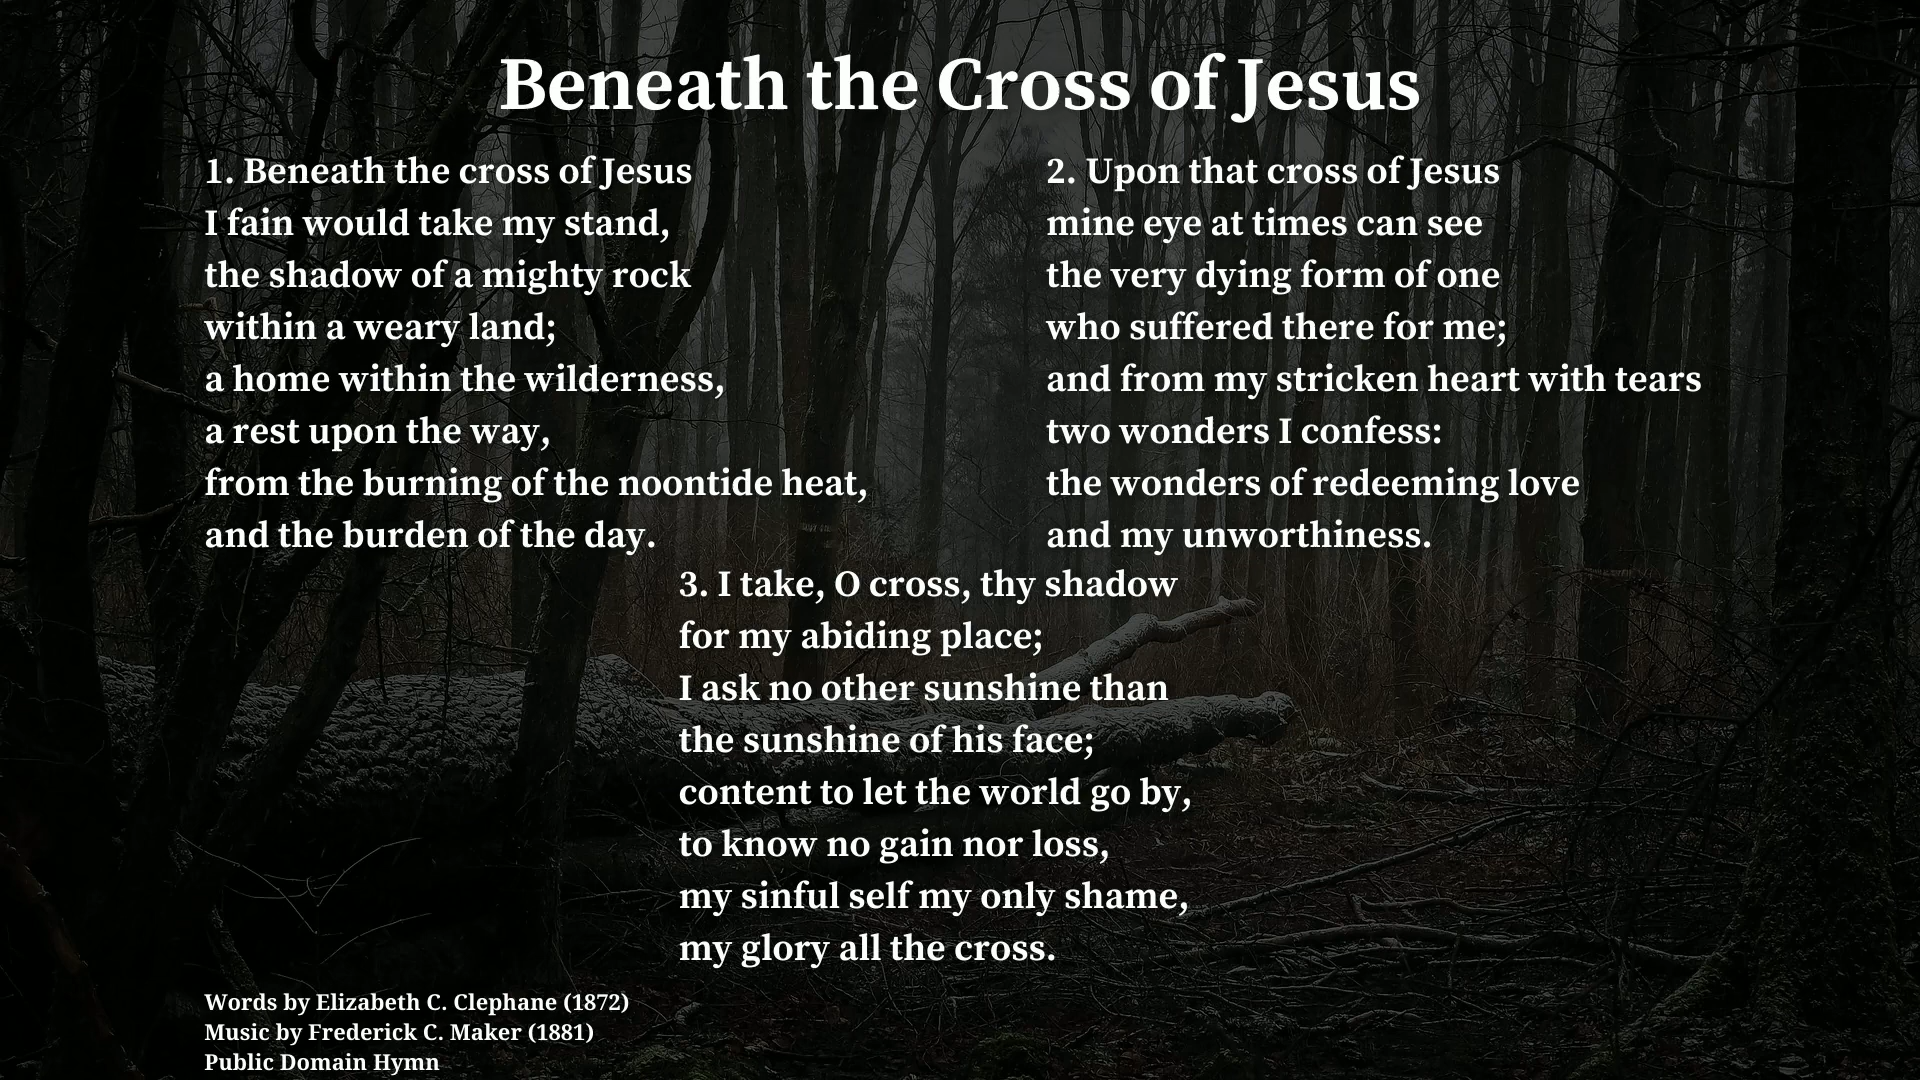 Beneath the Cross of Jesus
1. Beneath the cross of Jesus
I fain would take my stand,
the shadow of a mighty rock
within a weary land;
a home within the wilderness,
a rest upon the way,
from the burning of the noontide heat,
and the burden of the day.
2. Upon that cross of Jesus
mine eye at times can see
the very dying form of one
who suffered there for me;
and from my stricken heart with tears
two wonders I confess:
the wonders of redeeming love
and my unworthiness.
3. I take, O cross, thy shadow
for my abiding place;
I ask no other sunshine than
the sunshine of his face;
content to let the world go by,
to know no gain nor loss,
my sinful self my only shame,
my glory all the cross.
Words by Elizabeth C. Clephane (1872)
Music by Frederick C. Maker (1881)
Public Domain Hymn